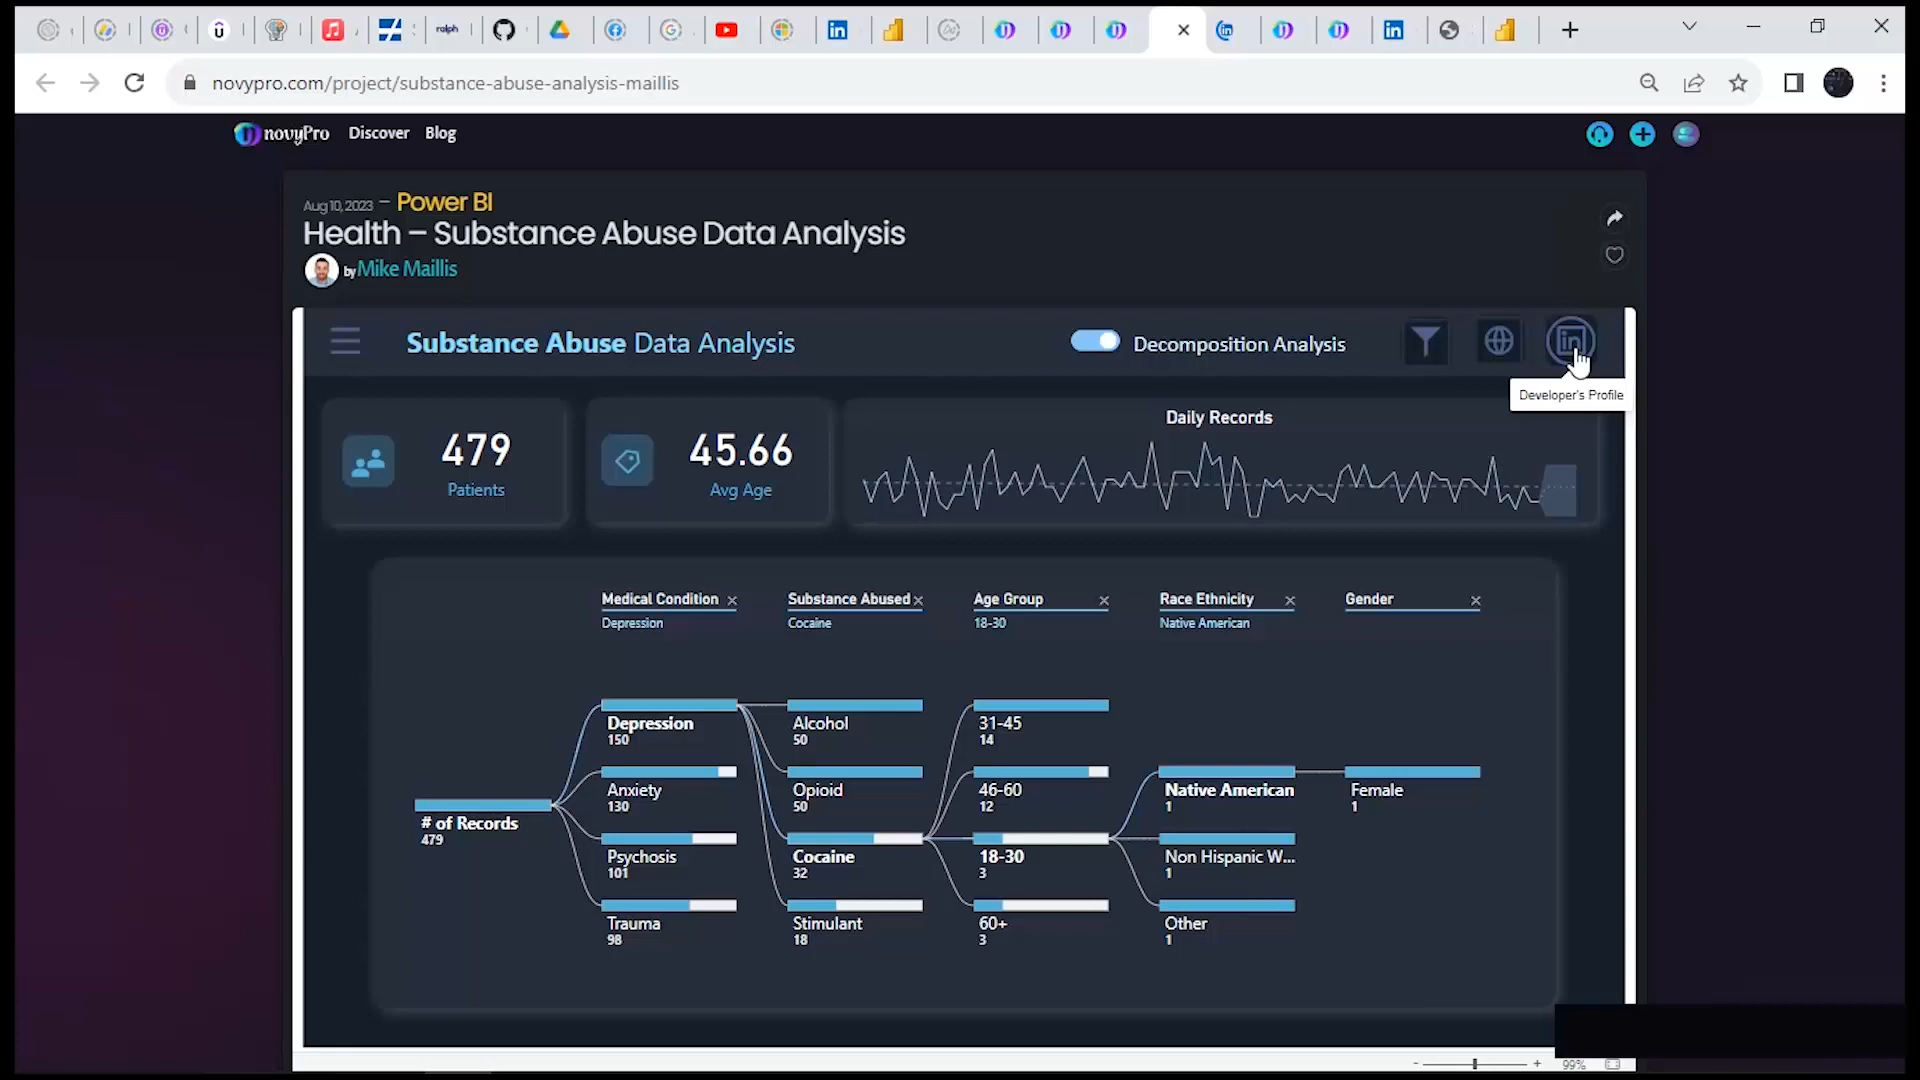 ralph
novypro.com/project/substance-abuse-analysis-maillis
novyPro Discover Blog
Aug 10, 2023 – Power BI
Health – Substance Abuse Data Analysis
by Mike Maillis
Substance Abuse Data Analysis
Decomposition Analysis
Developer's Profile
479
Patients
45.66
Avg Age
Daily Records
Medical Condition
Depression
Substance Abused
Cocaine
Age Group
18-30
Race Ethnicity
Native American
Gender
# of Records
479
Depression
150
Anxiety
130
Psychosis
101
Trauma
98
Alcohol
50
Opioid
50
Cocaine
32
Stimulant
18
31-45
14
46-60
12
18-30
3
60+
3
Native American
1
Non Hispanic W...
1
Other
1
Female
1
99%